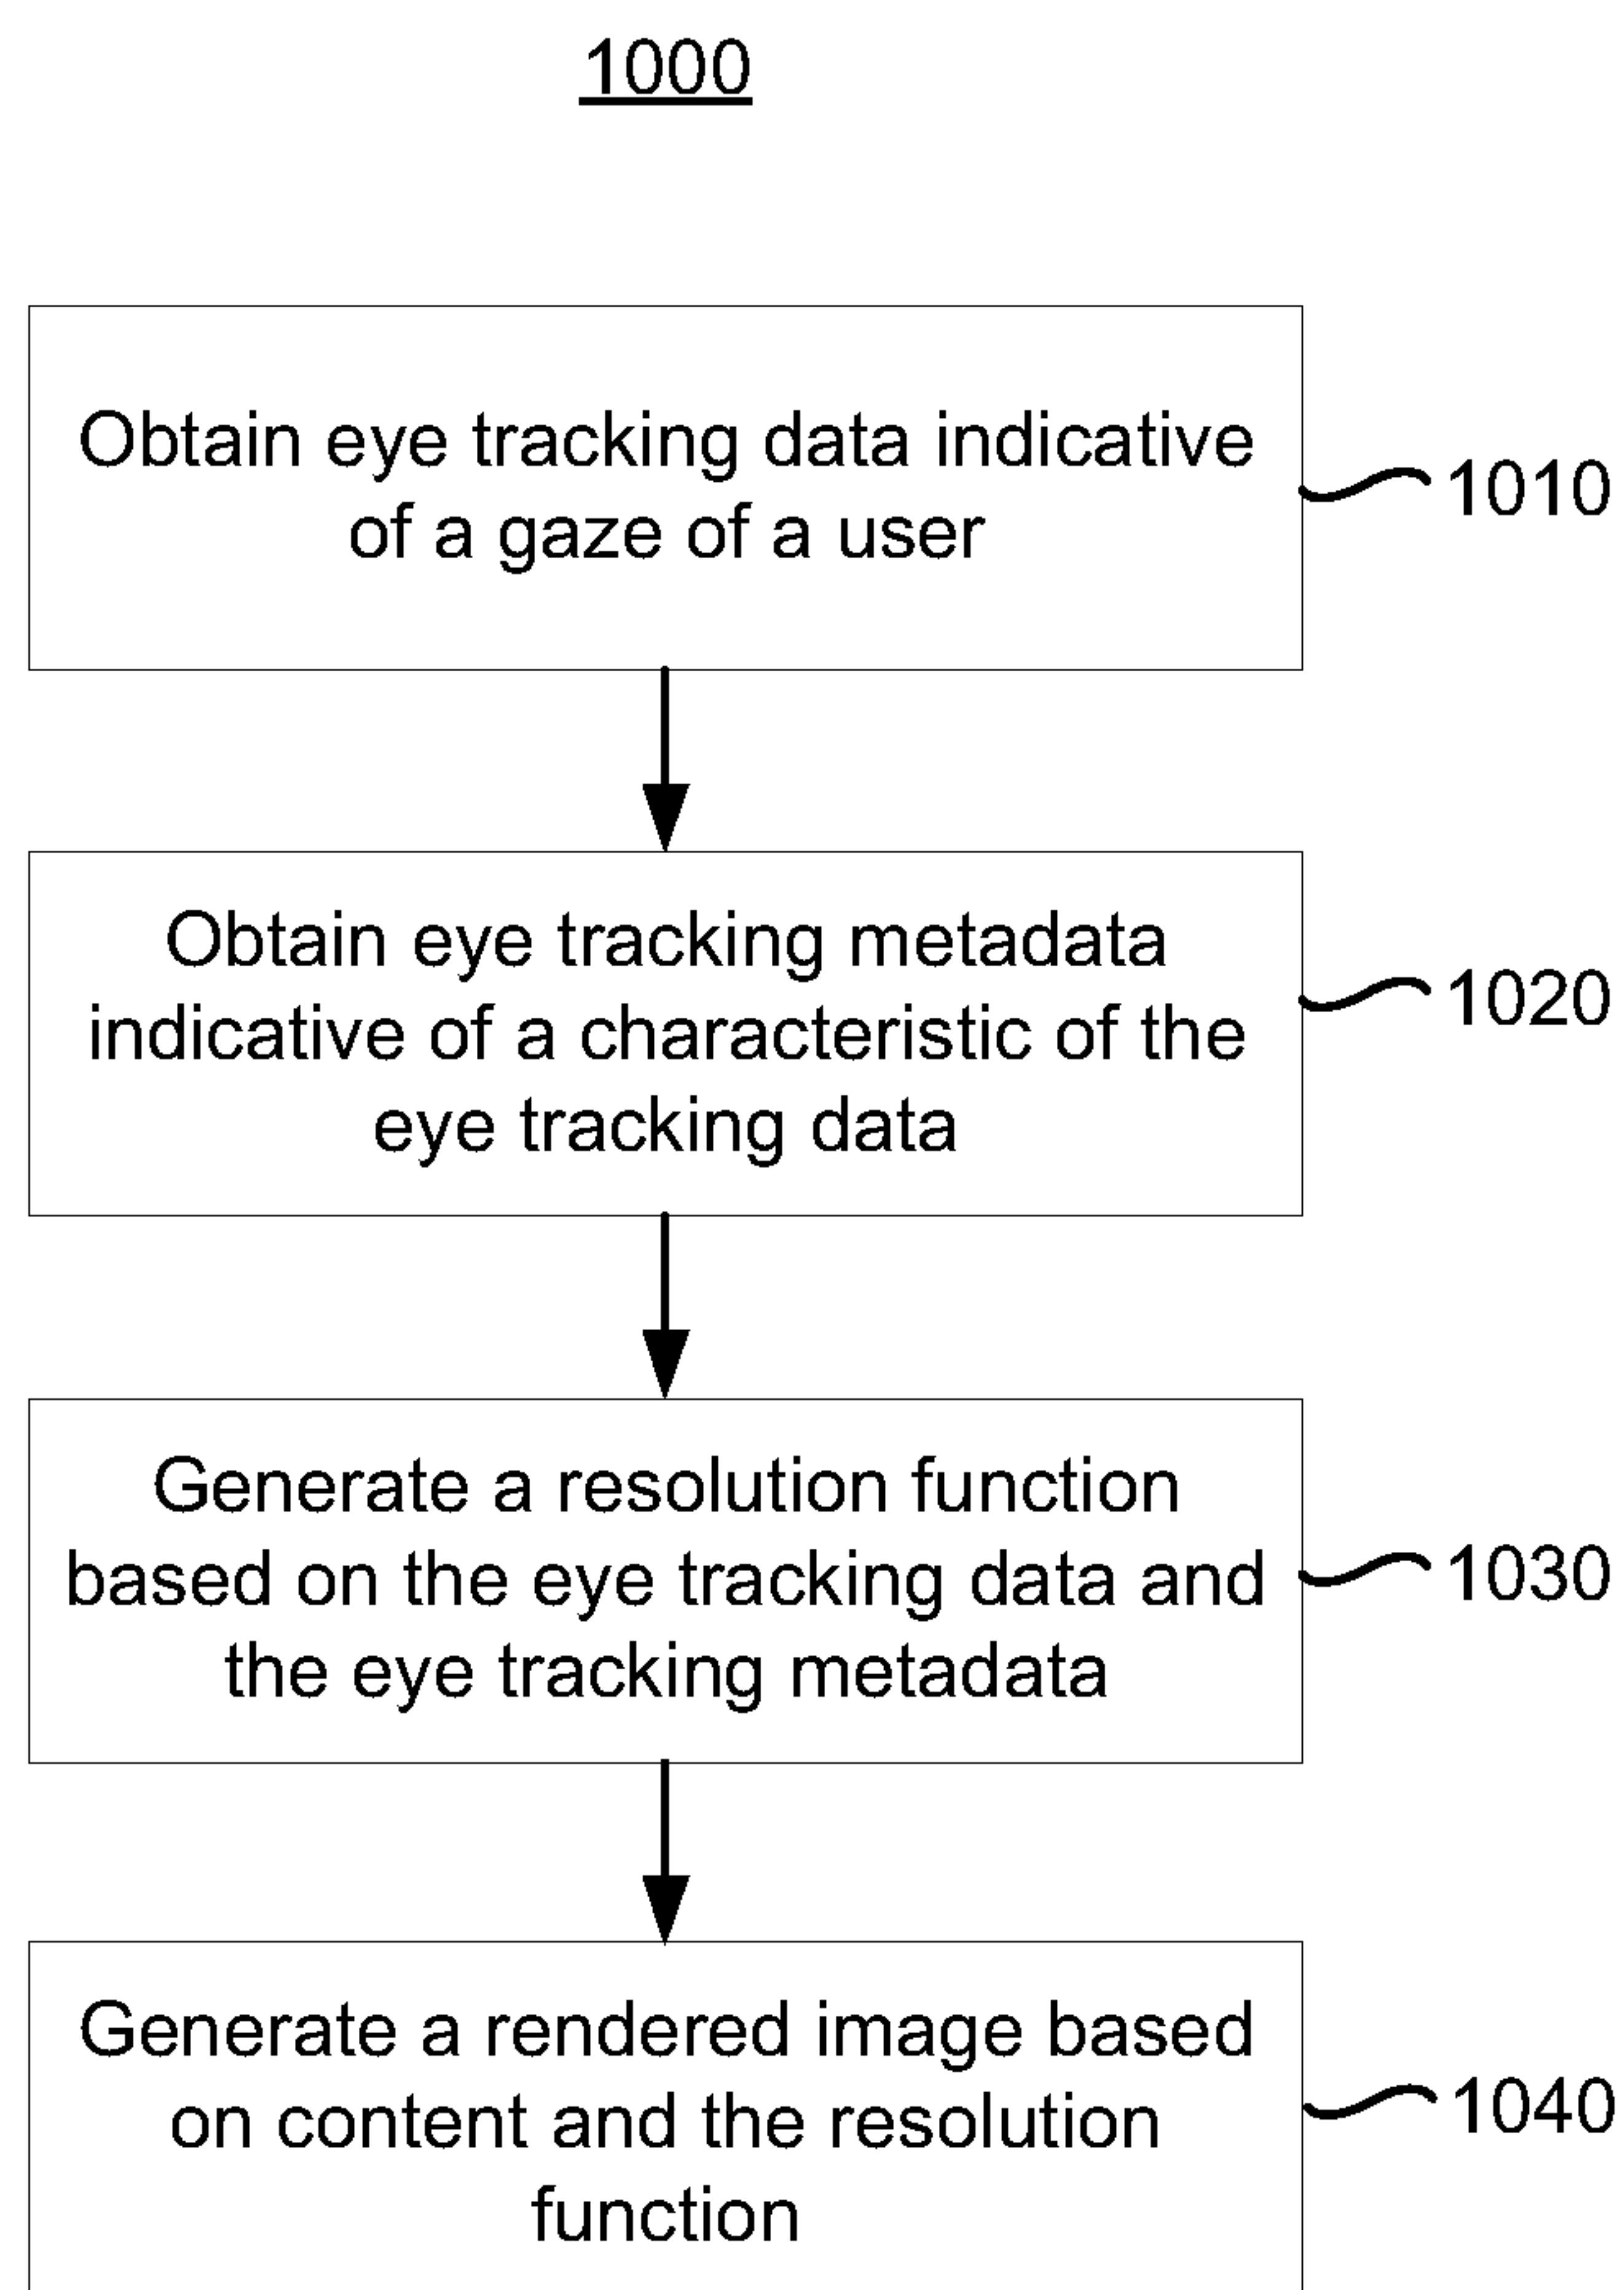 1000
Obtain eye tracking data indicative
of a gaze of a user
1010
Obtain eye tracking metadata
indicative of a characteristic of the
eye tracking data
1020
Generate a resolution function
based on the eye tracking data and
the eye tracking metadata
1030
Generate a rendered image based
on content and the resolution
function
1040